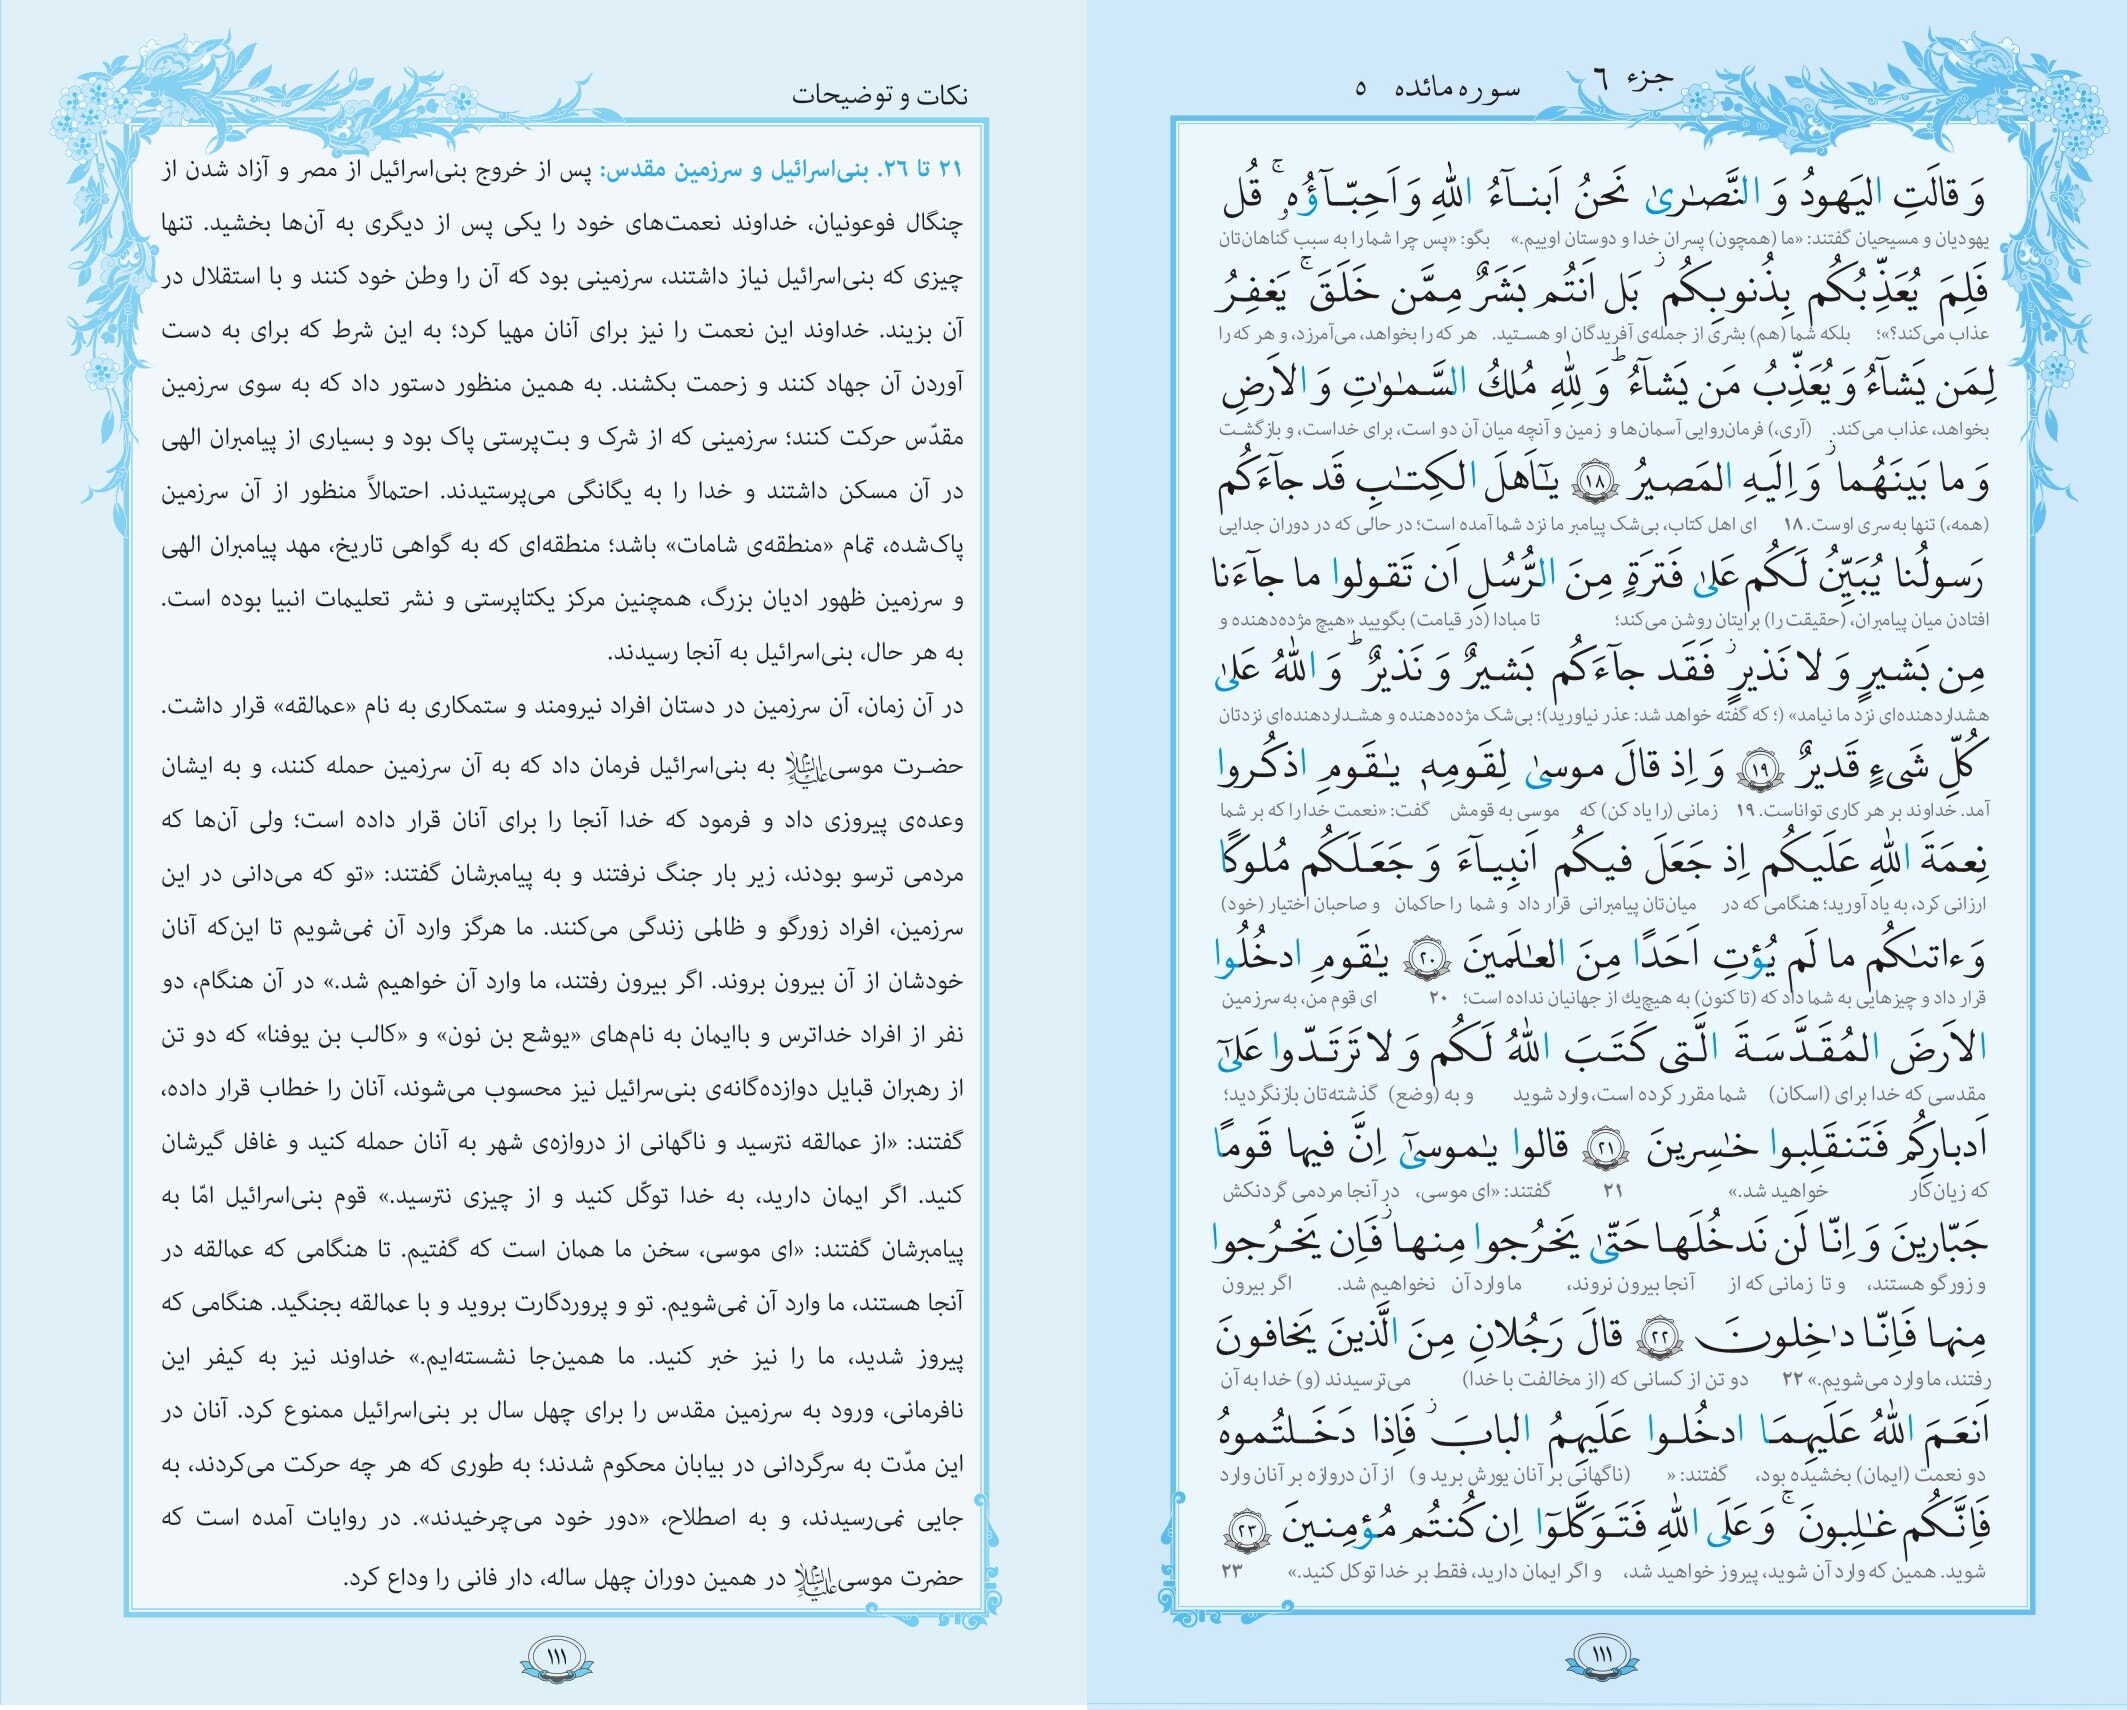 جزء ٦
سوره مائده ٥
وَ قالَتِ اليَهودُ وَ النَّصٰرىٰ نَحنُ اَبنــآءُ اللهِ وَ اَحِبّــآؤُهۥ ۚ قُل
یهودیان و مسیحیان گفتند: «ما (همچون) پسران خدا و دوستان اوییم.» بگو: «پس چرا شما را به سبب گناهان‌تان
فَلِمَ يُعَذِّبُكُم بِذُنوبِكُم ۖ بَل اَنتُم بَشَرٌ مِمَّن خَلَقَ ۚ يَغفِرُ
عذاب می‌کند؟»؛ بلکه شما (هم) بشری از جمله‌ی آفریدگان او هستید. هر که را بخواهد، می‌آمرزد، و هر که را
لِمَن يَشآءُ وَ يُعَذِّبُ مَن يَشآءُ ۗ وَ لِلّٰهِ مُلكُ السَّمـٰوٰتِ وَ الاَرضِ
بخواهد، عذاب می‌کند. (آری،) فرمان‌روایی آسمان‌ها و زمین و آنچه میان آن دو است، برای خداست، و بازگشت
وَ ما بَينَهُما ۖ وَ اِلَيهِ المَصيرُ ١٨ يـٰٓاَهلَ الكِتـٰبِ قَد جآءَكُم
(همه،) تنها به سری اوست. ١٨ ای اهل کتاب، بی‌شک پیامبر ما نزد شما آمده است؛ در حالی که در دوران جدایی
رَسولُنا يُبَيِّنُ لَكُم عَلىٰ فَترَةٍ مِنَ الرُّسُلِ اَن تَقولوا ما جآءَنا
افتادن میان پیامبران، (حقیقت را) برایتان روشن می‌کند؛ تا مبادا (در قیامت) بگویید «هیچ مژده‌دهنده و
مِن بَشيرٍ وَ لا نَذيرٍ ۖ فَقَد جآءَكُم بَشيرٌ وَ نَذيرٌ ۗ وَ اللهُ عَلىٰ
هشداردهنده‌ای نزد ما نیامد» (؛ که گفته خواهد شد: عذر نیاورید)؛ بی‌شک مژده‌دهنده و هشداردهنده‌ای نزدتان
كُلِّ شَىءٍ قَديرٌ ١٩ وَ اِذ قالَ موسىٰ لِقَومِهۦ يـٰقَومِ اذكُروا
آمد. خداوند بر هر کاری تواناست. ١٩ زمانی (را یاد کن) که موسی به قومش گفت: «نعمت خدا را که بر شما
نِعمَةَ اللهِ عَلَيكُم اِذ جَعَلَ فيكُم اَنبِيـآءَ وَ جَعَـلَكُم مُلوكًا
ارزانی کرد، به یاد آورید؛ هنگامی که در میان‌تان پیامبرانی قرار داد و شما را حاکمان و صاحبان اختیار (خود)
وَ ءاتىٰكُم ما لَم يُؤتِ اَحَدًا مِنَ العـٰلَمينَ ٢٠ يـٰقَومِ ادخُلُوا
قرار داد و چیزهایی به شما داد که (تا کنون) به هیچ‌یك از جهانیان نداده است؛ ٢٠ ای قوم من، به سرزمین
الاَرضَ المُقَدَّسَةَ الَّتى كَتَبَ اللهُ لَكُم وَ لا تَرتَدّوا عَلىٰٓ
مقدسی که خدا برای (اسکان) شما مقرر کرده است، وارد شوید و به (وضع) گذشته‌تان بازنگردید؛
اَدبارِكُم فَتَنقَلِبوا خـٰسِرينَ ٢١ قالوا يـٰموسىٰٓ اِنَّ فيها قَومًا
که زیان‌کار خواهید شد.» ٢١ گفتند: «ای موسی، در آنجا مردمی گردنکش
جَبّارينَ وَ اِنّا لَن نَدخُلَها حَتّىٰ يَخرُجوا مِنها ۖ فَاِن يَخرُجوا
و زورگو هستند، و تا زمانی که از آنجا بیرون نروند، ما وارد آن نخواهیم شد. اگر بیرون
مِنها فَاِنّا داٰخِلونَ ٢٢ قالَ رَجُلانِ مِنَ الَّذينَ يَخافونَ
رفتند، ما وارد می‌شویم.» ٢٢ دو تن از کسانی که (از مخالفت با خدا) می‌ترسیدند (و) خدا به آن
اَنعَمَ اللهُ عَلَيهِمَا ادخُلـوا عَلَيهِمُ البابَ ۖ فَاِذا دَخَـلتُموهُ
دو نعمت (ایمان) بخشیده بود، گفتند: « (ناگهانی بر آنان یورش برید و) از آن دروازه بر آنان وارد
فَاِنَّكُم غـٰلِبونَ ۚ وَ عَلَى اللهِ فَتَوَكَّلوٓا اِن كُنتُم مُؤمِنينَ ٢٣
شوید. همین که وارد آن شوید، پیروز خواهید شد، و اگر ایمان دارید، فقط بر خدا توکل کنید.» ٢٣
١١١
نکات و توضیحات
٢١ تا ٢٦. بنی‌اسرائیل و سرزمین مقدس: پس از خروج بنی‌اسرائیل از مصر و آزاد شدن از
چنگال فوعونیان، خداوند نعمت‌های خود را یکی پس از دیگری به آن‌ها بخشید. تنها
چیزی که بنی‌اسرائیل نیاز داشتند، سرزمینی بود که آن را وطن خود کنند و با استقلال در
آن بزیند. خداوند این نعمت را نیز برای آنان مهیا کرد؛ به این شرط که برای به دست
آوردن آن جهاد کنند و زحمت بکشند. به همین منظور دستور داد که به سوی سرزمین
مقدّس حرکت کنند؛ سرزمینی که از شرک و بت‌پرستی پاک بود و بسیاری از پیامبران الهی
در آن مسکن داشتند و خدا را به یگانگی می‌پرستیدند. احتمالاً منظور از آن سرزمین
پاک‌شده، تمام «منطقه‌ی شامات» باشد؛ منطقه‌ای که به گواهی تاریخ، مهد پیامبران الهی
و سرزمین ظهور ادیان بزرگ، همچنین مرکز یکتاپرستی و نشر تعلیمات انبیا بوده است.
به هر حال، بنی‌اسرائیل به آنجا رسیدند.
در آن زمان، آن سرزمین در دستان افراد نیرومند و ستمکاری به نام «عمالقه» قرار داشت.
حضرت موسی علیه‌السلام به بنی‌اسرائیل فرمان داد که به آن سرزمین حمله کنند، و به ایشان
وعده‌ی پیروزی داد و فرمود که خدا آنجا را برای آنان قرار داده است؛ ولی آن‌ها که
مردمی ترسو بودند، زیر بار جنگ نرفتند و به پیامبرشان گفتند: «تو که می‌دانی در این
سرزمین، افراد زورگو و ظالمی زندگی می‌کنند. ما هرگز وارد آن نمی‌شویم تا این‌که آنان
خودشان از آن بیرون بروند. اگر بیرون رفتند، ما وارد آن خواهیم شد.» در آن هنگام، دو
نفر از افراد خداترس و باایمان به نام‌های «یوشع بن نون» و «کالب بن یوفنا» که دو تن
از رهبران قبایل دوازده‌گانه‌ی بنی‌سرائیل نیز محسوب می‌شوند، آنان را خطاب قرار داده،
گفتند: «از عمالقه نترسید و ناگهانی از دروازه‌ی شهر به آنان حمله کنید و غافل گیرشان
کنید. اگر ایمان دارید، به خدا توکّل کنید و از چیزی نترسید.» قوم بنی‌اسرائیل امّا به
پیامبرشان گفتند: «ای موسی، سخن ما همان است که گفتیم. تا هنگامی که عمالقه در
آنجا هستند، ما وارد آن نمی‌شویم. تو و پروردگارت بروید و با عمالقه بجنگید. هنگامی که
پیروز شدید، ما را نیز خبر کنید. ما همین‌جا نشسته‌ایم.» خداوند نیز به کیفر این
نافرمانی، ورود به سرزمین مقدس را برای چهل سال بر بنی‌اسرائیل ممنوع کرد. آنان در
این مدّت به سرگردانی در بیابان محکوم شدند؛ به طوری که هر چه حرکت می‌کردند، به
جایی نمی‌رسیدند، و به اصطلاح، «دور خود می‌چرخیدند». در روایات آمده است که
حضرت موسی علیه‌السلام در همین دوران چهل ساله، دار فانی را وداع کرد.
١١١